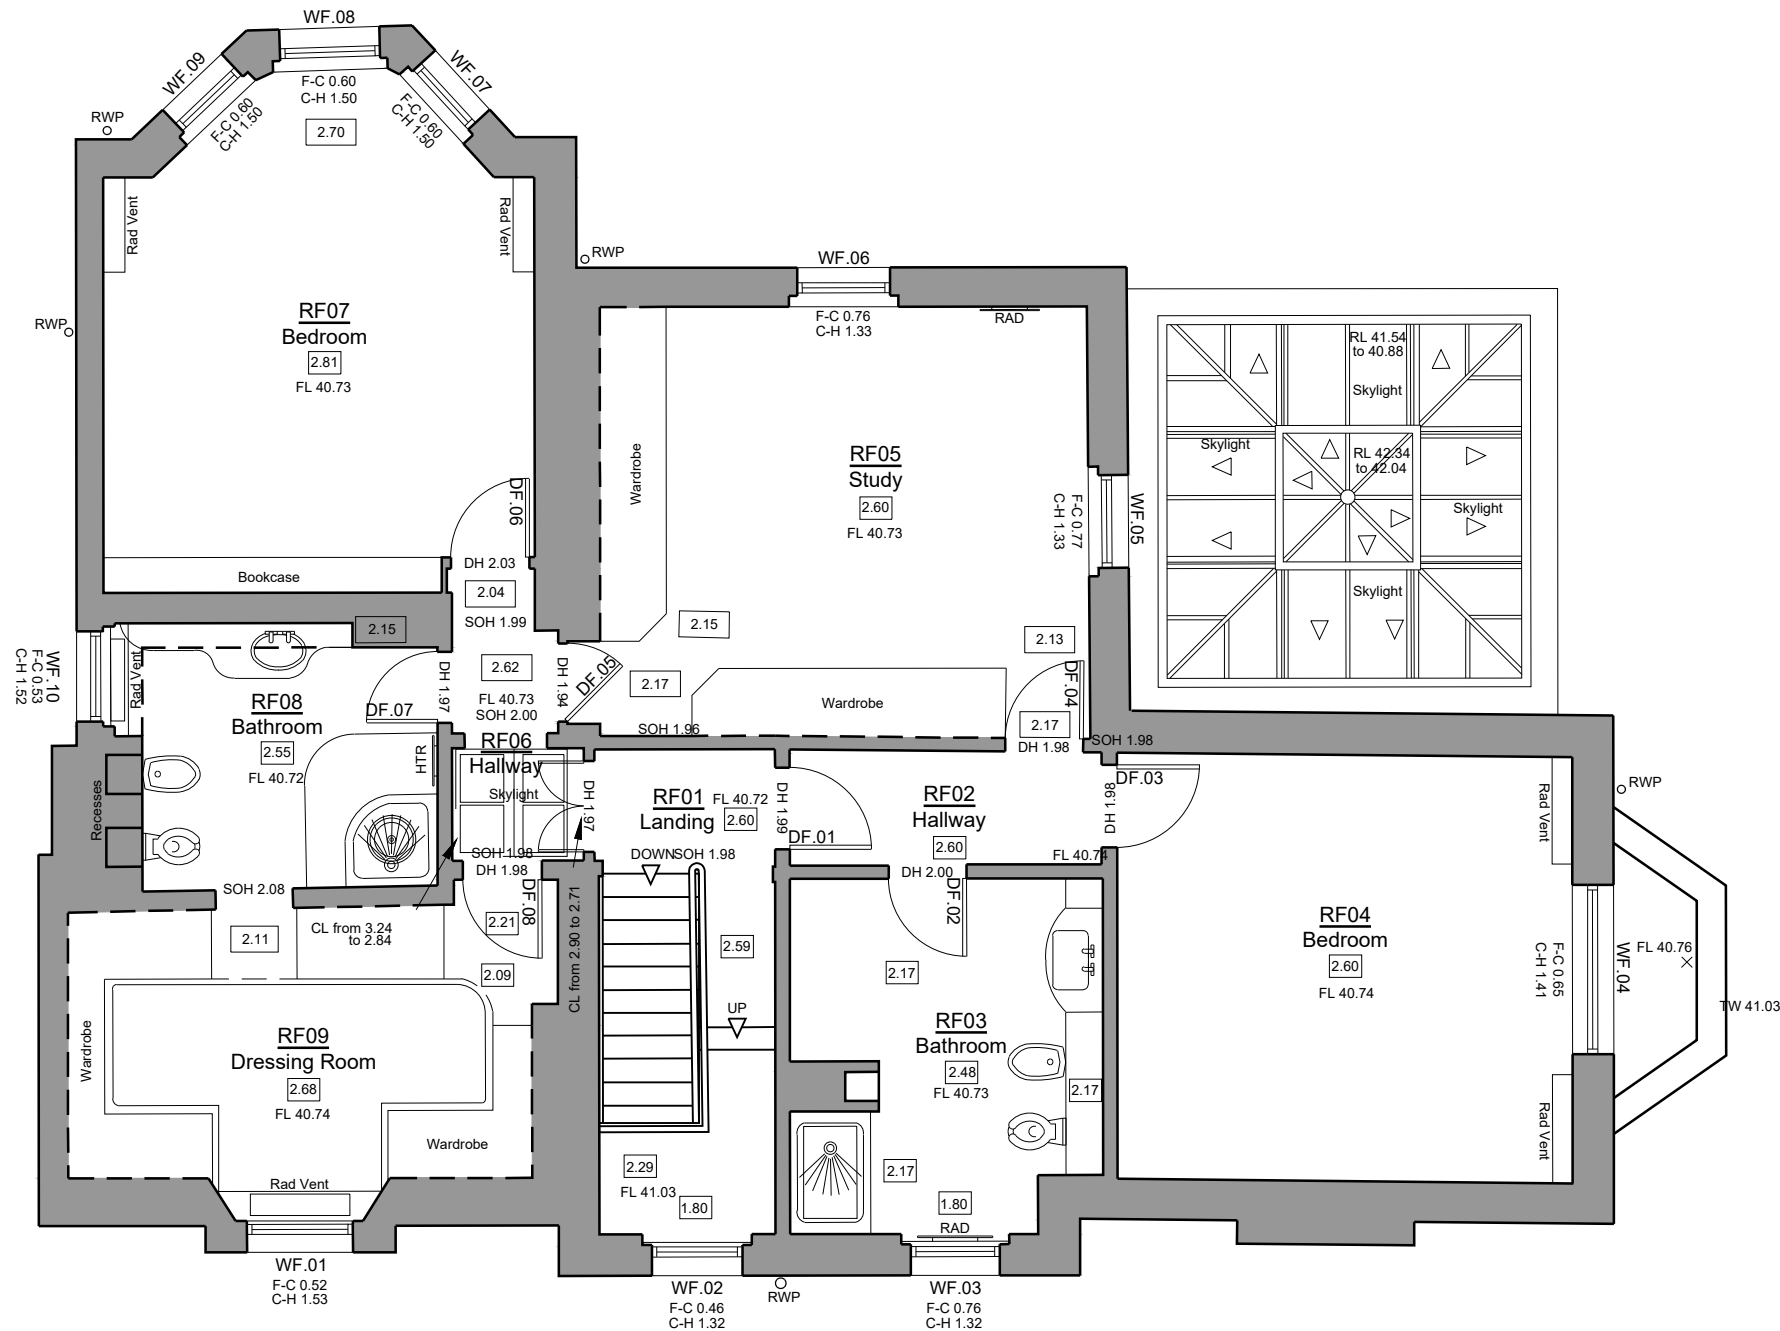 WF.08
WF.09
WF.07
F-C 0.60
C-H 1.50
F-C 0.60
C-H 1.50
F-C 0.60
C-H 1.50
2.70
RWP
Rad Vent
Rad Vent
RWP
RWP
RF07
Bedroom
2.81
FL 40.73
WF.06
F-C 0.76
C-H 1.33
RAD
RL 41.54
to 40.88
Skylight
Skylight
RL 42.34
to 42.04
Skylight
Skylight
Wardrobe
RF05
Study
2.60
FL 40.73
F-C 0.77
C-H 1.33
WF.05
DF.06
DH 2.03
2.04
SOH 1.99
Bookcase
2.15
2.15
2.13
WF.10
F-C 0.53
C-H 1.52
Rad Vent
RF08
Bathroom
2.55
FL 40.72
DF.07
DH 1.97
2.62
FL 40.73
SOH 2.00
DH 1.94
DF.05
2.17
Wardrobe
SOH 1.96
DF.04
2.17
DH 1.98
SOH 1.98
HTR
RF06
Hallway
Skylight
DH 1.97
SOH 1.98
DH 1.98
Recesses
RF01
Landing
FL 40.72
2.60
DH 1.99
DOWN
SOH 1.98
DF.01
RF02
Hallway
2.60
DH 2.00
FL 40.74
DH 1.98
DF.03
Rad Vent
RWP
SOH 2.08
2.11
CL from 3.24
to 2.84
2.21
DF.08
2.09
CL from 2.90 to 2.71
2.59
UP
DF.02
2.17
RF03
Bathroom
2.48
FL 40.73
2.17
RF04
Bedroom
2.60
FL 40.74
F-C 0.65
C-H 1.41
WF.04
FL 40.76
TW 41.03
Wardrobe
RF09
Dressing Room
2.68
FL 40.74
Wardrobe
Rad Vent
2.29
FL 41.03
1.80
2.17
1.80
RAD
Rad Vent
WF.01
F-C 0.52
C-H 1.53
WF.02
F-C 0.46
C-H 1.32
RWP
WF.03
F-C 0.76
C-H 1.32